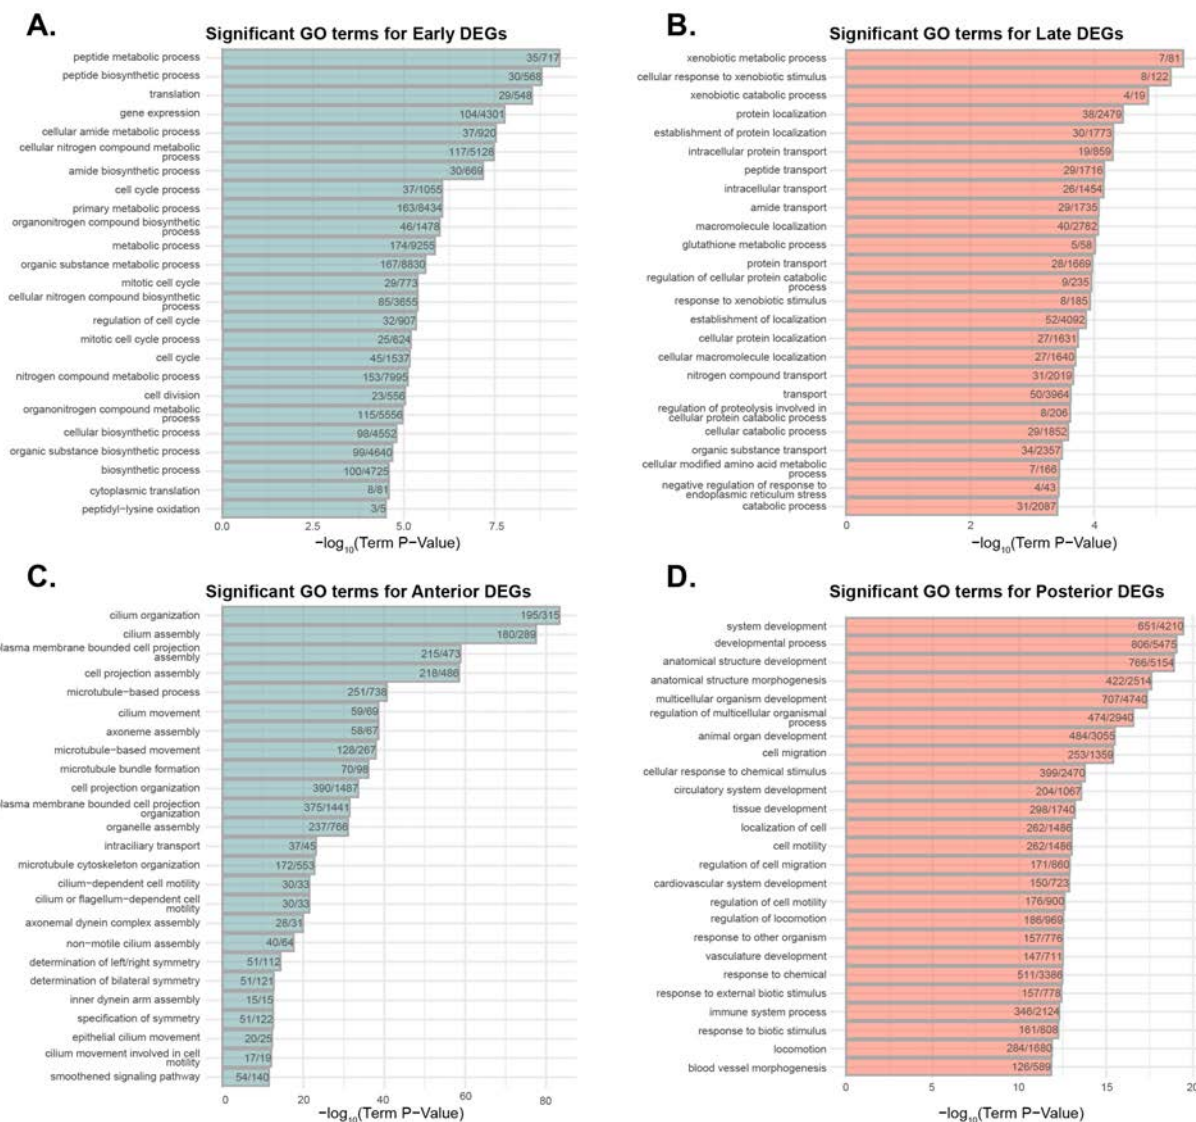 A.
Significant GO terms for Early DEGs
peptide metabolic process 35/717
peptide biosynthetic process 30/568
translation 29/548
gene expression 104/4301
cellular amide metabolic process 37/920
cellular nitrogen compound metabolic
process 117/5128
amide biosynthetic process 30/669
cell cycle process 37/1055
primary metabolic process 163/8434
organonitrogen compound biosynthetic
process 46/1478
metabolic process 174/9255
organic substance metabolic process 167/8830
mitotic cell cycle 29/773
cellular nitrogen compound biosynthetic
process 85/3655
regulation of cell cycle 32/907
mitotic cell cycle process 25/624
cell cycle 45/1537
nitrogen compound metabolic process 153/7995
cell division 23/556
organonitrogen compound metabolic
process 115/5556
cellular biosynthetic process 98/4552
organic substance biosynthetic process 99/4640
biosynthetic process 100/4725
cytoplasmic translation 8/81
peptidyl−lysine oxidation 3/5
0.0 2.5 5.0 7.5
−log10(Term P−Value)
B.
Significant GO terms for Late DEGs
xenobiotic metabolic process 7/81
cellular response to xenobiotic stimulus 8/122
xenobiotic catabolic process 4/19
protein localization 38/2479
establishment of protein localization 30/1773
intracellular protein transport 19/859
peptide transport 29/1716
intracellular transport 26/1454
amide transport 29/1735
macromolecule localization 40/2762
glutathione metabolic process 5/58
protein transport 28/1669
regulation of cellular protein catabolic
process 9/235
response to xenobiotic stimulus 8/185
establishment of localization 52/4092
cellular protein localization 27/1631
cellular macromolecule localization 27/1640
nitrogen compound transport 31/2019
transport 50/3964
regulation of proteolysis involved in
cellular protein catabolic process 8/206
cellular catabolic process 29/1852
organic substance transport 34/2357
cellular modified amino acid metabolic
process 7/166
negative regulation of response to
endoplasmic reticulum stress 4/43
catabolic process 31/2087
0 2 4
−log10(Term P−Value)
C.
Significant GO terms for Anterior DEGs
cilium organization 195/315
cilium assembly 180/289
plasma membrane bounded cell projection
assembly 215/473
cell projection assembly 218/486
microtubule−based process 251/738
cilium movement 59/69
axoneme assembly 58/67
microtubule−based movement 128/267
microtubule bundle formation 70/98
cell projection organization 390/1487
plasma membrane bounded cell projection
organization 375/1441
organelle assembly 237/766
intraciliary transport 37/45
microtubule cytoskeleton organization 172/553
cilium−dependent cell motility 30/33
cilium or flagellum−dependent cell
motility 30/33
axonemal dynein complex assembly 28/31
non−motile cilium assembly 40/64
determination of left/right symmetry 51/112
determination of bilateral symmetry 51/121
inner dynein arm assembly 15/15
specification of symmetry 51/122
epithelial cilium movement 20/25
cilium movement involved in cell
motility 17/19
smoothened signaling pathway 54/140
0 20 40 60 80
−log10(Term P−Value)
D.
Significant GO terms for Posterior DEGs
system development 651/4210
developmental process 806/5475
anatomical structure development 766/5154
anatomical structure morphogenesis 422/2514
multicellular organism development 707/4740
regulation of multicellular organismal
process 474/2940
animal organ development 484/3055
cell migration 253/1359
cellular response to chemical stimulus 399/2470
circulatory system development 204/1067
tissue development 298/1740
localization of cell 262/1486
cell motility 262/1486
regulation of cell migration 171/860
cardiovascular system development 150/723
regulation of cell motility 176/900
regulation of locomotion 186/969
response to other organism 157/776
vasculature development 147/711
response to chemical 511/3386
response to external biotic stimulus 157/778
immune system process 346/2124
response to biotic stimulus 161/808
locomotion 284/1680
blood vessel morphogenesis 126/589
0 5 10 15 20
−log10(Term P−Value)